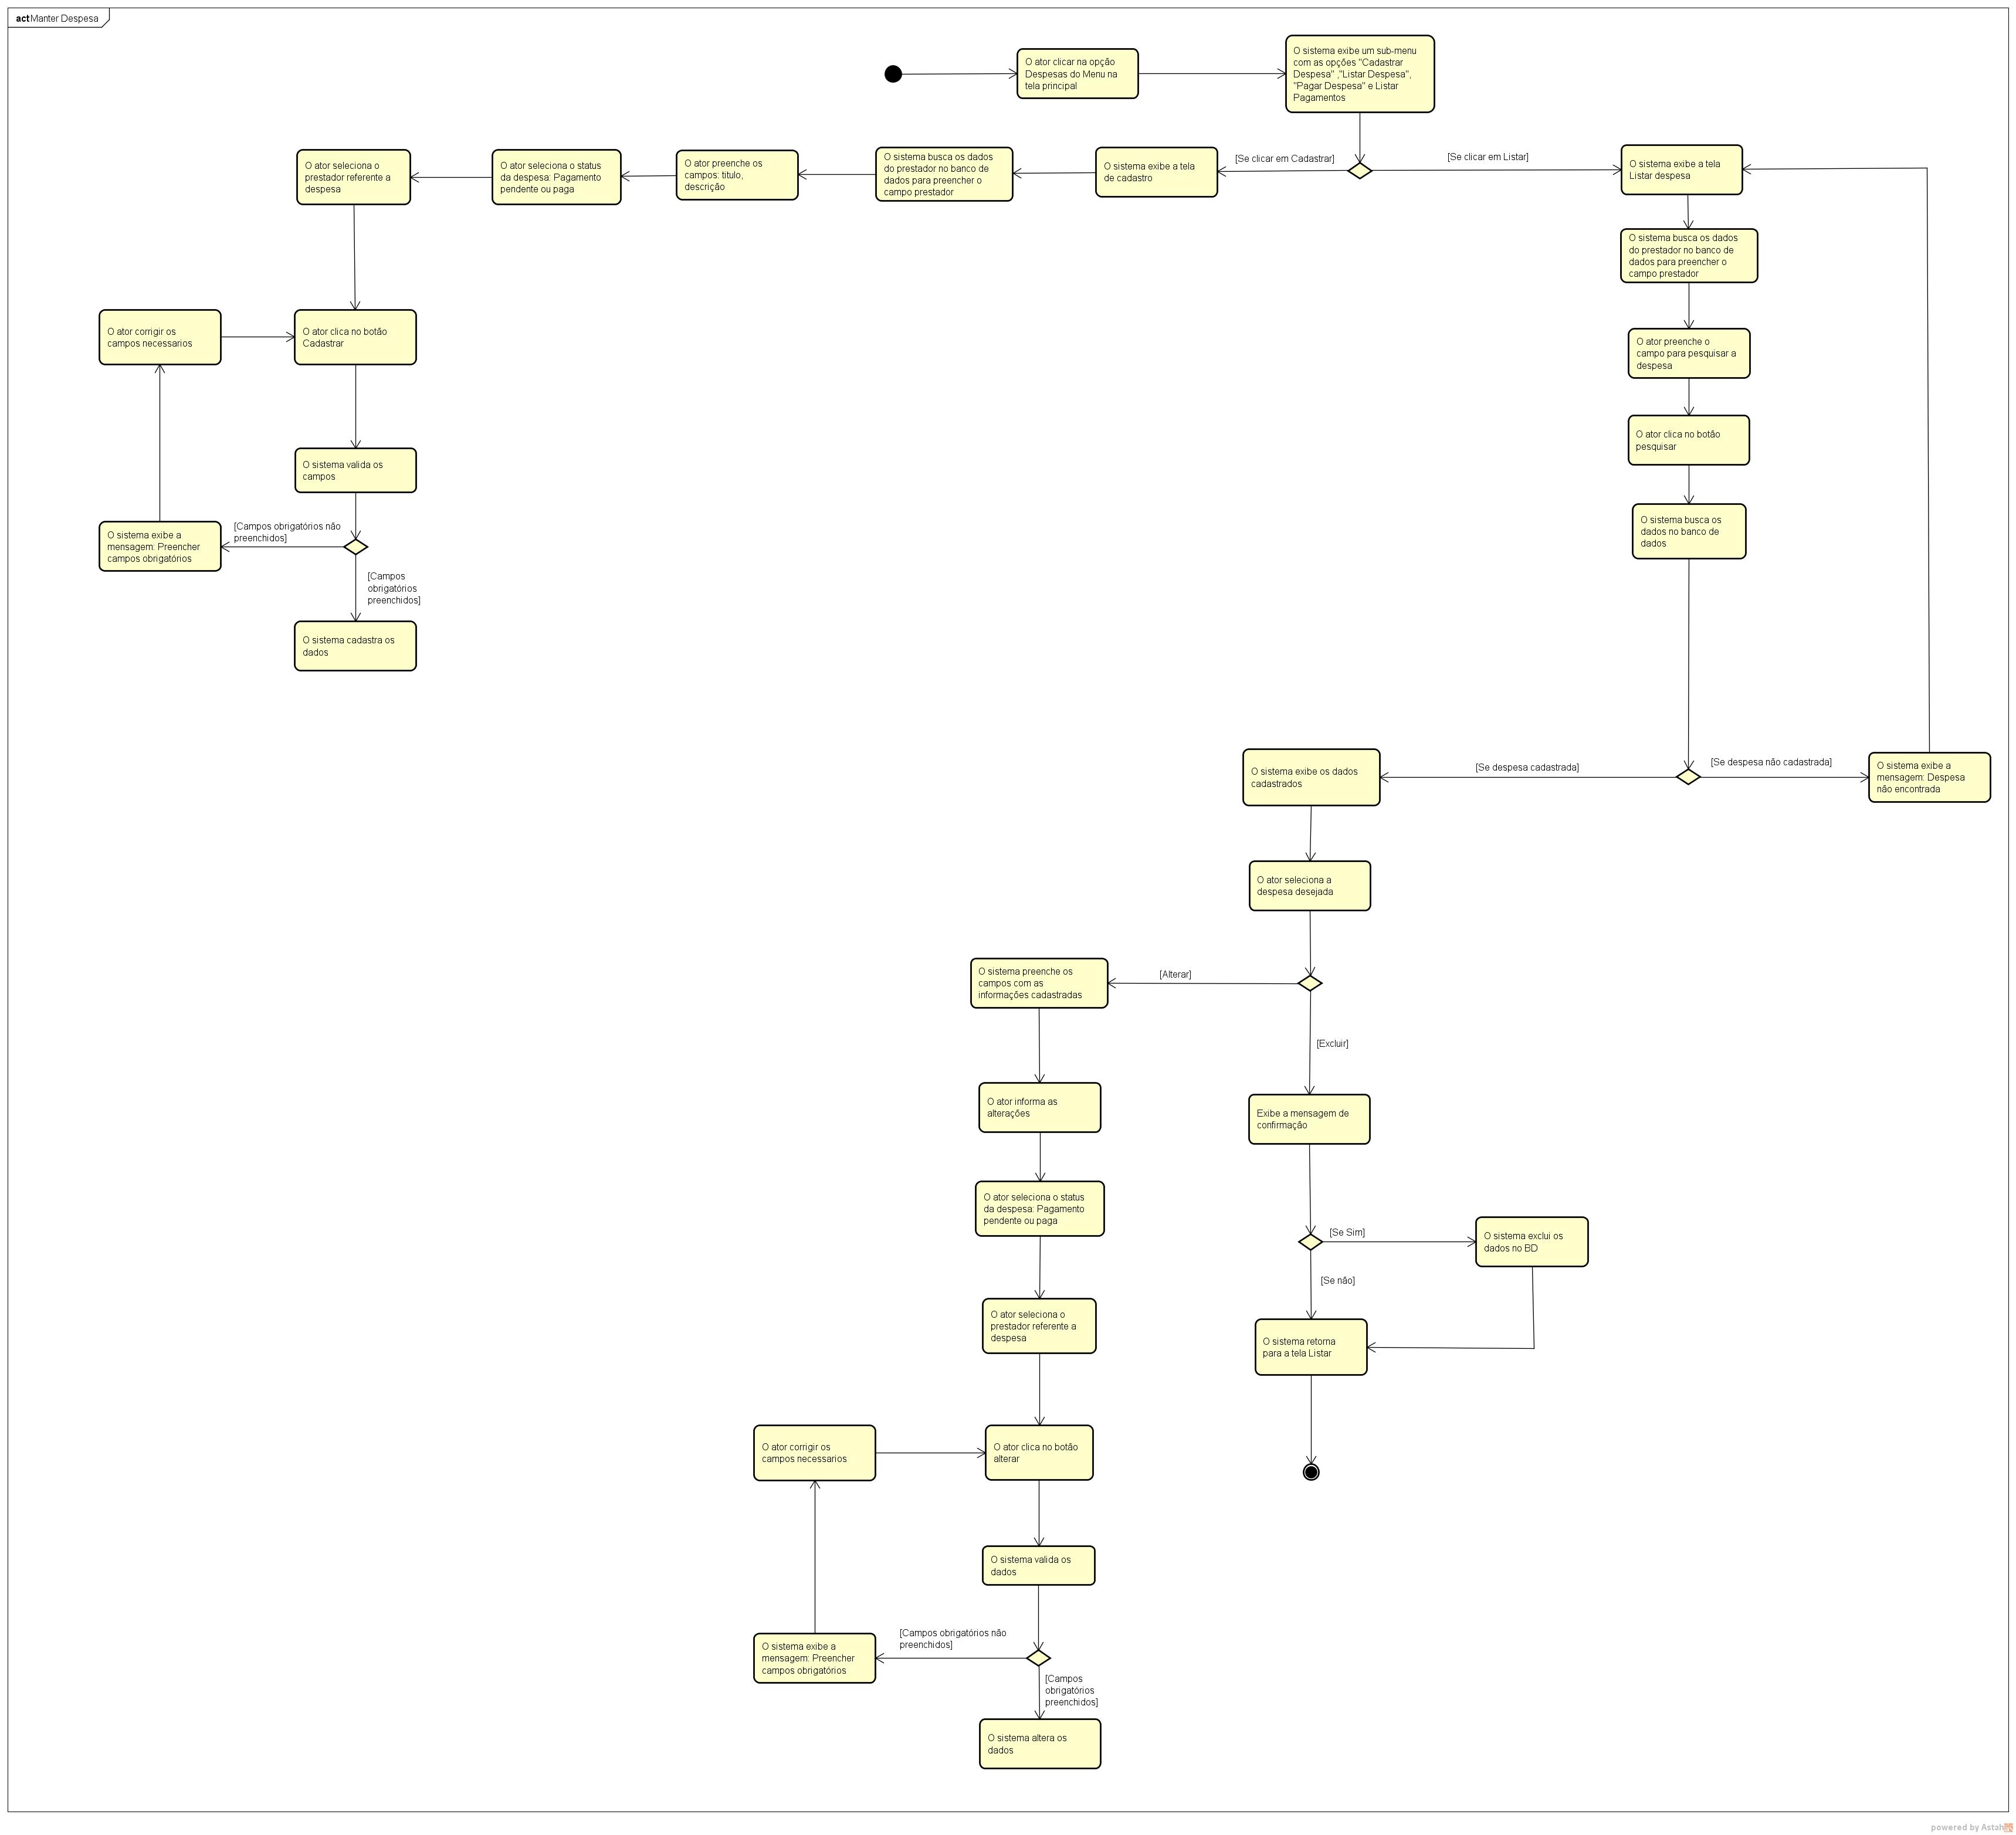 act Manter Despesa
O ator clicar na opção
Despesas do Menu na
tela principal
O sistema exibe um sub-menu
com as opções "Cadastrar
Despesa" ,"Listar Despesa",
"Pagar Despesa" e Listar
Pagamentos
[Se clicar em Cadastrar]
[Se clicar em Listar]
O sistema exibe a tela
de cadastro
O sistema busca os dados
do prestador no banco de
dados para preencher o
campo prestador
O ator preenche os
campos: titulo,
descrição
O ator seleciona o status
da despesa: Pagamento
pendente ou paga
O ator seleciona o
prestador referente a
despesa
O ator corrigir os
campos necessarios
O ator clica no botão
Cadastrar
O sistema valida os
campos
[Campos obrigatórios não
preenchidos]
O sistema exibe a
mensagem: Preencher
campos obrigatórios
[Campos
obrigatórios
preenchidos]
O sistema cadastra os
dados
O sistema exibe a tela
Listar despesa
O sistema busca os dados
do prestador no banco de
dados para preencher o
campo prestador
O ator preenche o
campo para pesquisar a
despesa
O ator clica no botão
pesquisar
O sistema busca os
dados no banco de
dados
[Se despesa cadastrada]
[Se despesa não cadastrada]
O sistema exibe a
mensagem: Despesa
não encontrada
O sistema exibe os dados
cadastrados
O ator seleciona a
despesa desejada
[Alterar]
[Excluir]
O sistema preenche os
campos com as
informações cadastradas
O ator informa as
alterações
O ator seleciona o status
da despesa: Pagamento
pendente ou paga
O ator seleciona o
prestador referente a
despesa
O ator corrigir os
campos necessarios
O ator clica no botão
alterar
O sistema valida os
dados
[Campos obrigatórios não
preenchidos]
O sistema exibe a
mensagem: Preencher
campos obrigatórios
[Campos
obrigatórios
preenchidos]
O sistema altera os
dados
Exibe a mensagem de
confirmação
[Se Sim]
O sistema exclui os
dados no BD
[Se não]
O sistema retorna
para a tela Listar
powered by Astah